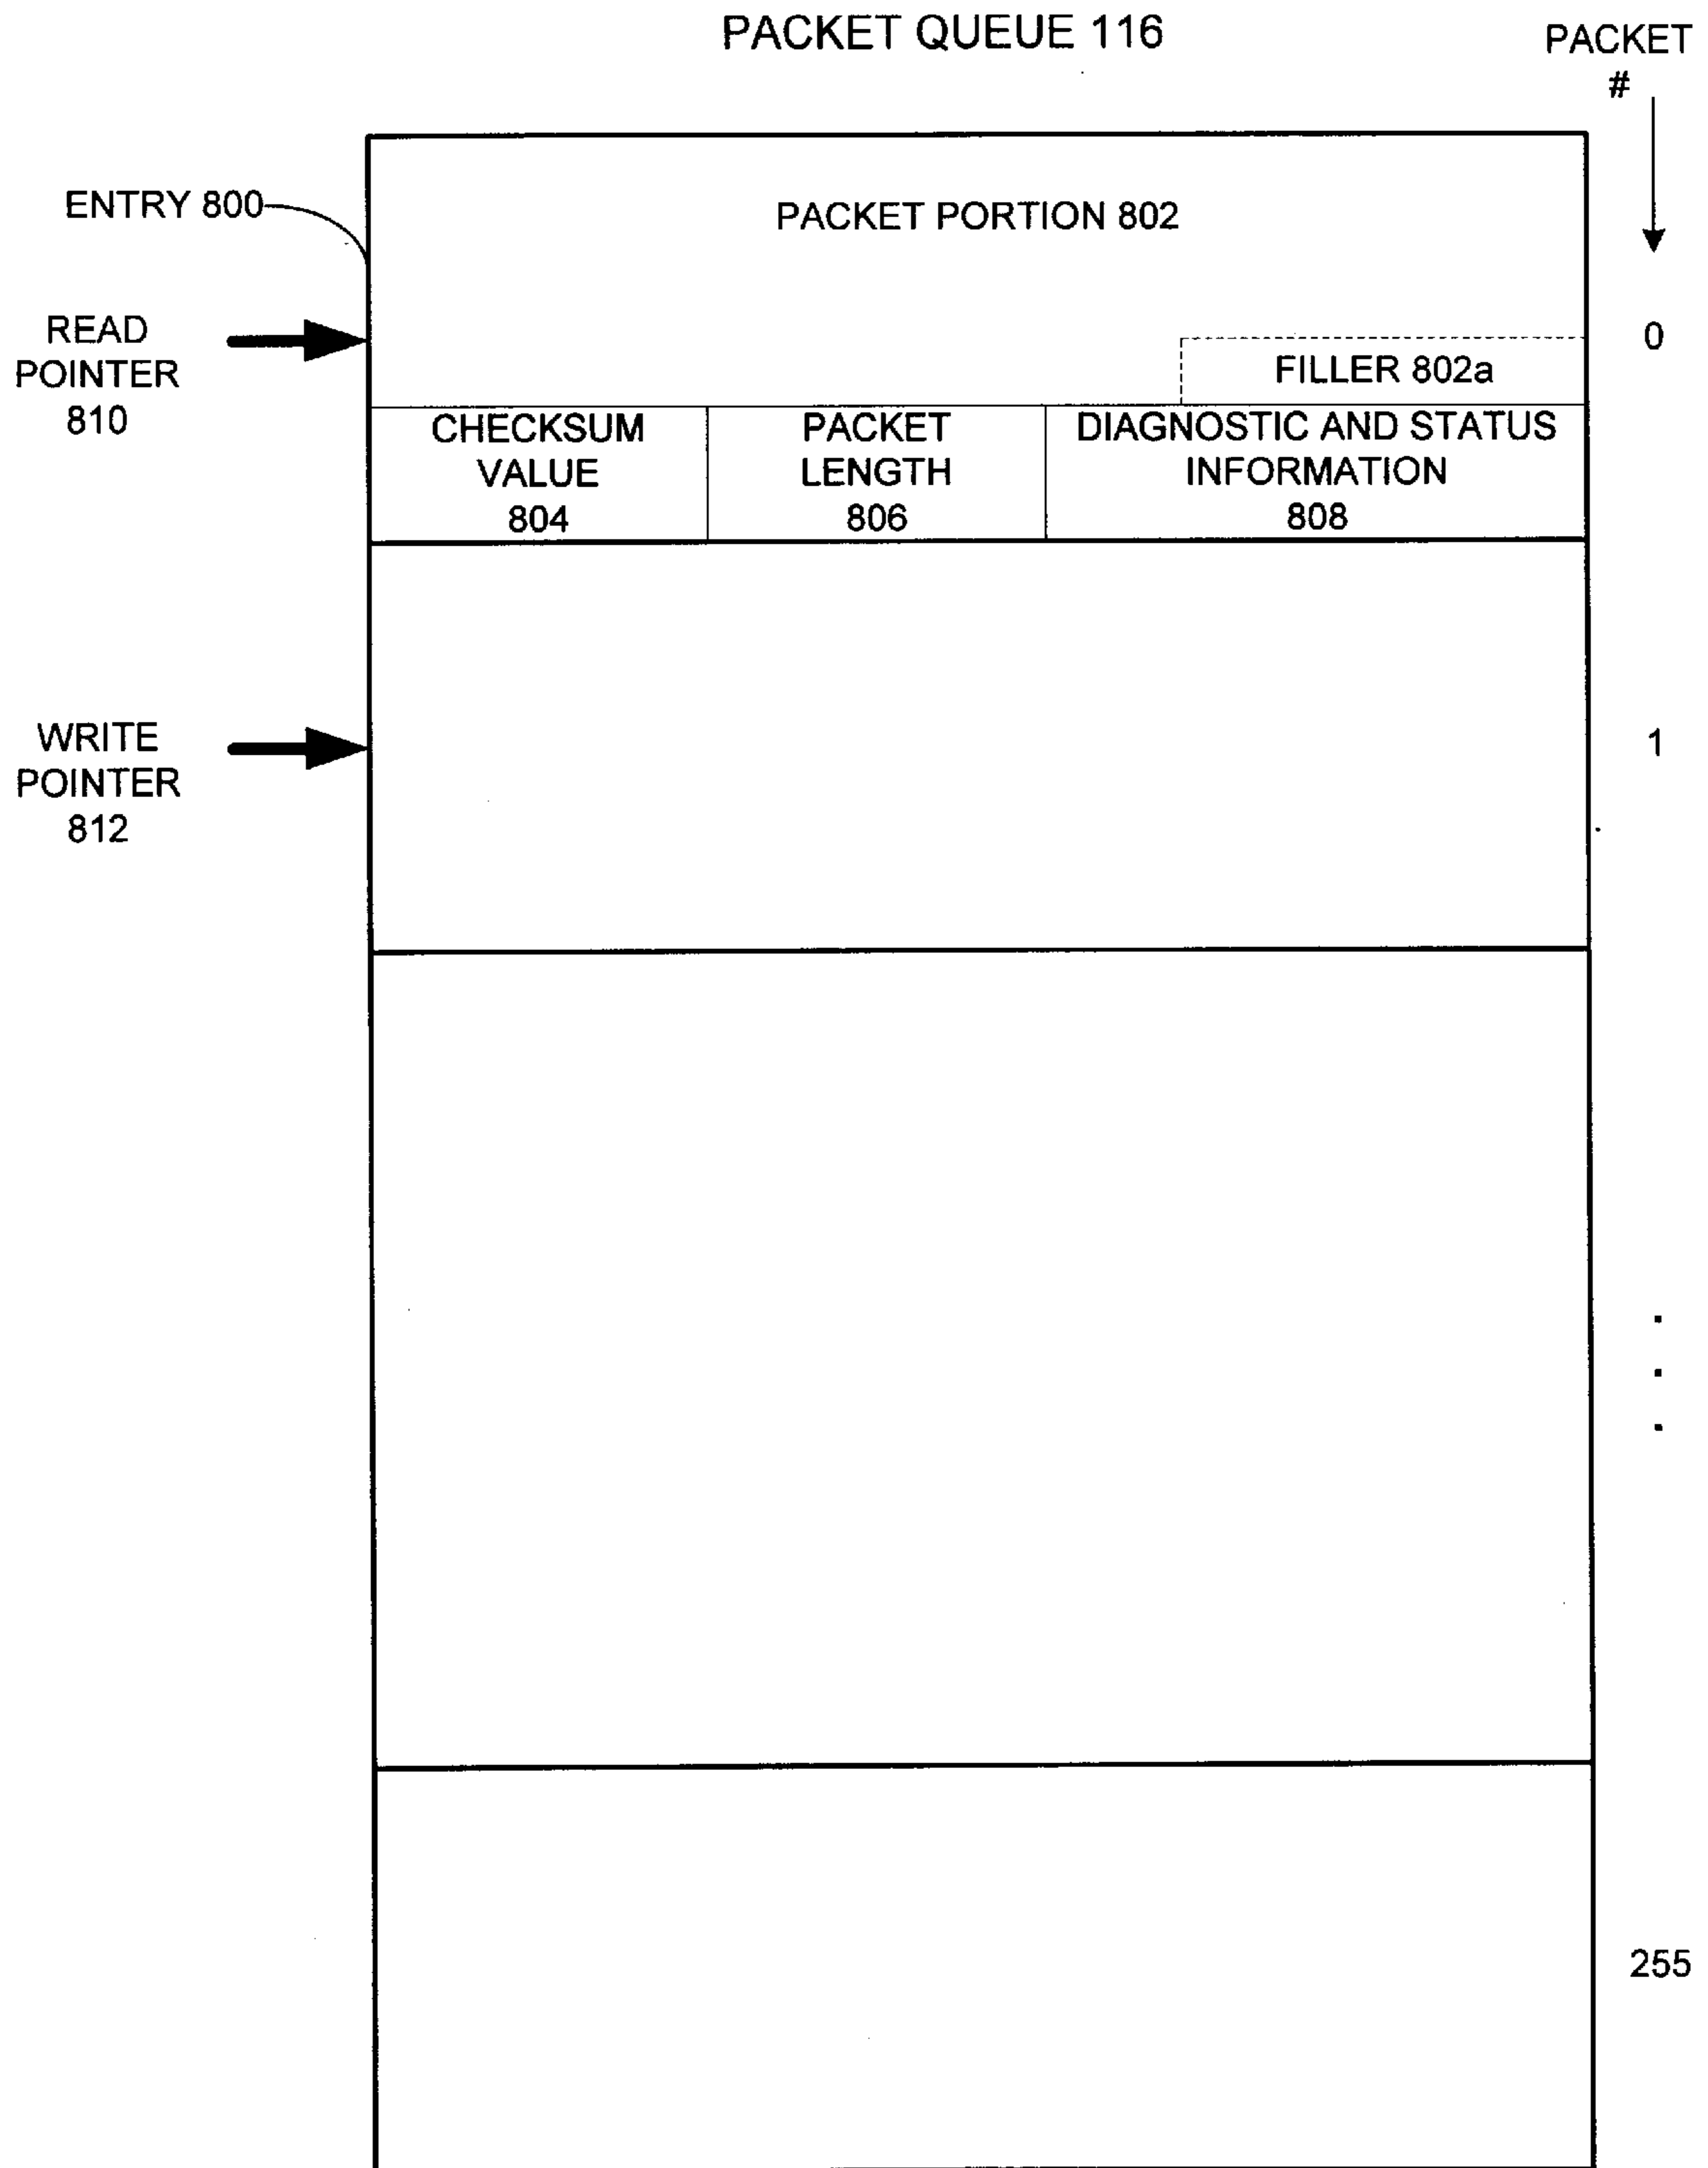 PACKET QUEUE 116
PACKET
#
ENTRY 800
PACKET PORTION 802
READ
POINTER
810
0
FILLER 802a
CHECKSUM
VALUE
804
PACKET
LENGTH
806
DIAGNOSTIC AND STATUS
INFORMATION
808
WRITE
POINTER
812
1
.
.
.
255